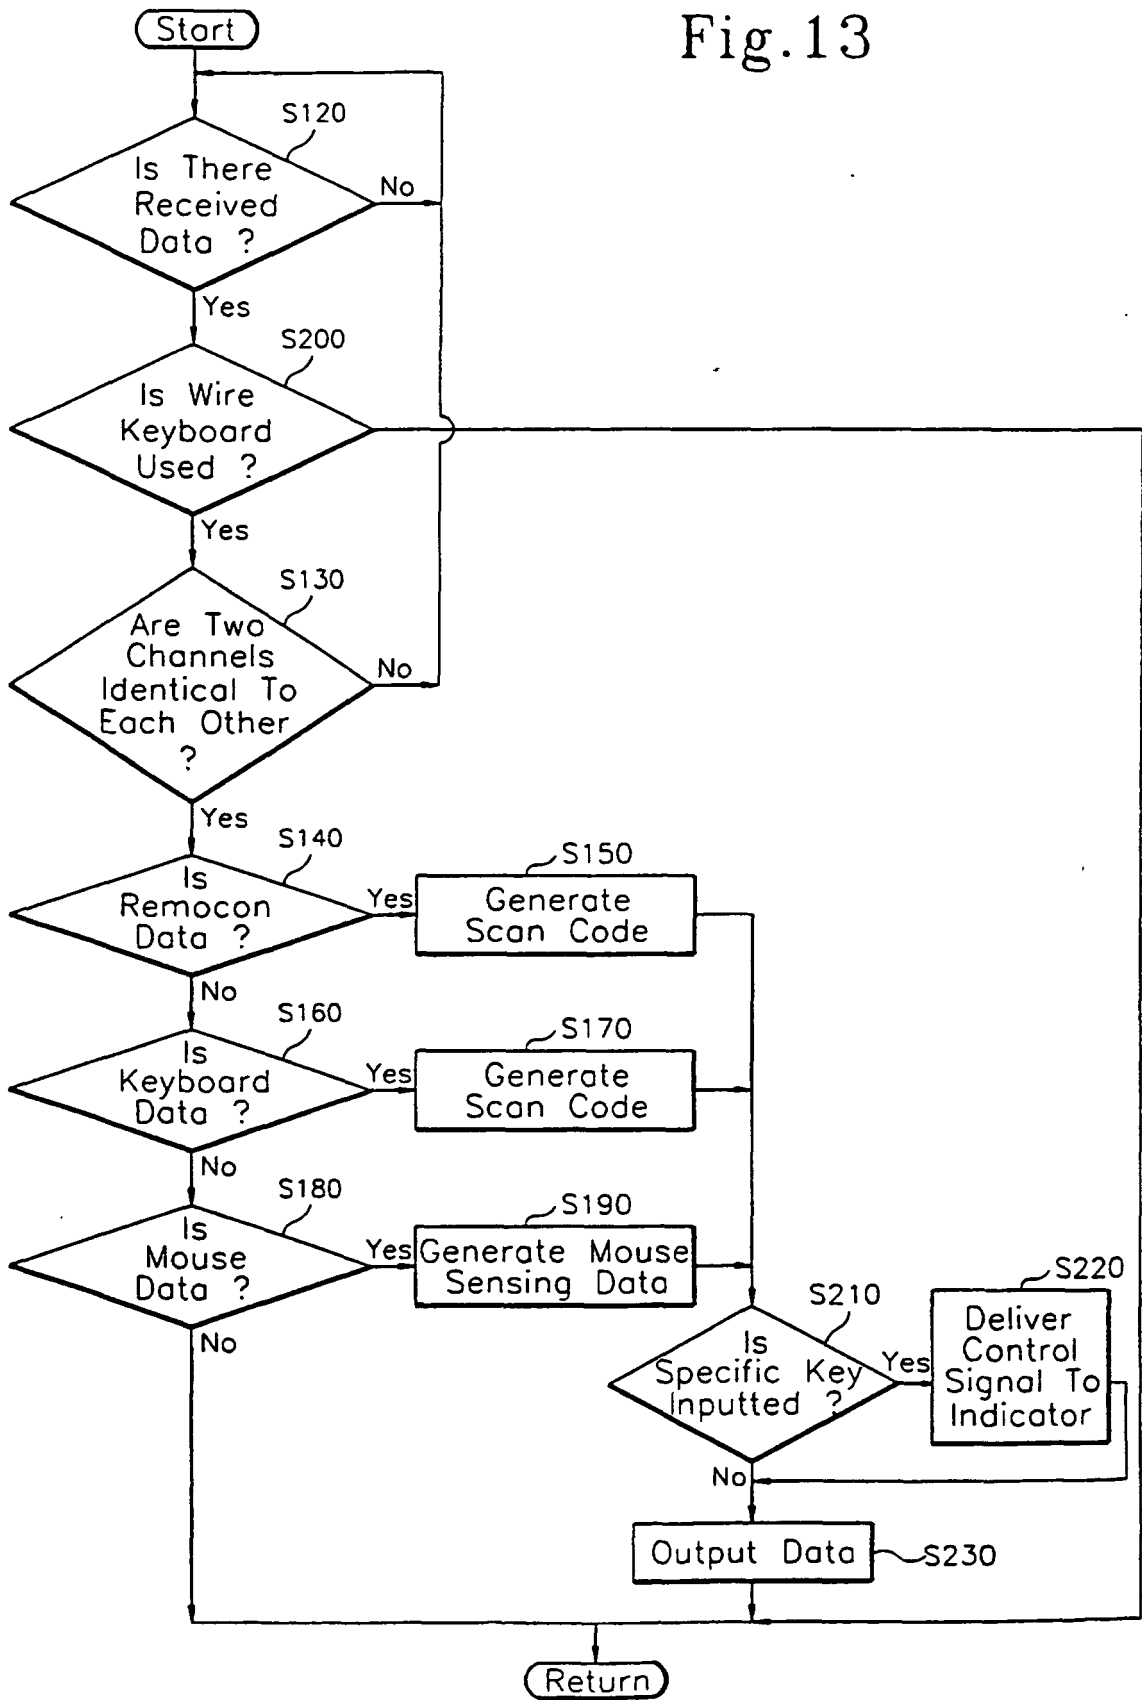 Fig.13
Start
S120
Is There
Received
Data ?
No
Yes
S200
Is Wire
Keyboard
Used ?
Yes
S130
Are Two
Channels
Identical To
Each Other
?
No
Yes
S140
Is
Remocon
Data ?
Yes
S150
Generate
Scan Code
No
S160
Is
Keyboard
Data ?
Yes
S170
Generate
Scan Code
No
S180
Is
Mouse
Data ?
Yes
S190
Generate Mouse
Sensing Data
No
S210
Is
Specific Key
Inputted ?
Yes
S220
Deliver
Control
Signal To
Indicator
No
Output Data
S230
Return